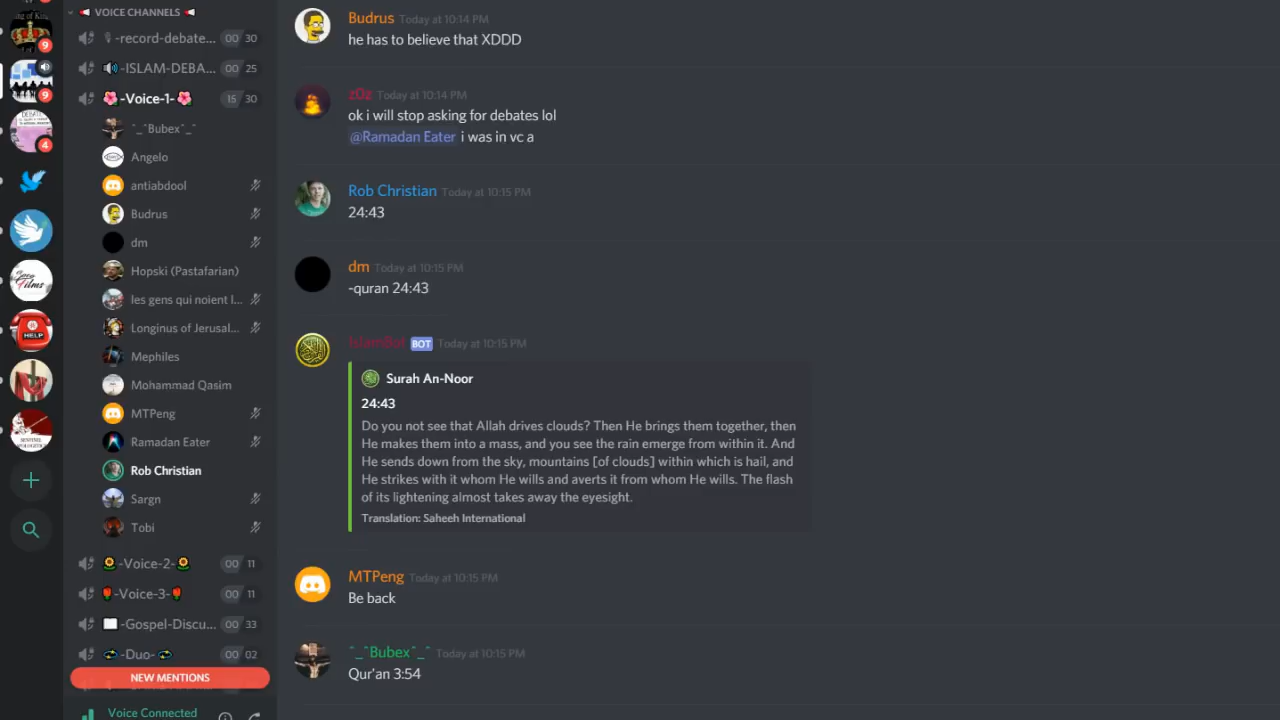 VOICE CHANNELS
-record-debate... 00 30
-ISLAM-DEBA... 00 25
-Voice-1- 15 30
^_^Bubex^_^
Angelo
antiabdool
Budrus
dm
Hopski (Pastafarian)
les gens qui noient l...
Longinus of Jerusal...
Mephiles
Mohammad Qasim
MTPeng
Ramadan Eater
Rob Christian
Sargn
Tobi
-Voice-2- 00 11
-Voice-3- 00 11
-Gospel-Discu... 00 33
-Duo- 00 02
NEW MENTIONS
Voice Connected
9
9
4
HELP
Budrus Today at 10:14 PM
he has to believe that XDDD
z0z Today at 10:14 PM
ok i will stop asking for debates lol
@Ramadan Eater i was in vc a
Rob Christian Today at 10:15 PM
24:43
dm Today at 10:15 PM
-quran 24:43
IslamBot BOT Today at 10:15 PM
Surah An-Noor
24:43
Do you not see that Allah drives clouds? Then He brings them together, then
He makes them into a mass, and you see the rain emerge from within it. And
He sends down from the sky, mountains [of clouds] within which is hail, and
He strikes with it whom He wills and averts it from whom He wills. The flash
of its lightening almost takes away the eyesight.
Translation: Saheeh International
MTPeng Today at 10:15 PM
Be back
^_^Bubex^_^ Today at 10:15 PM
Qur'an 3:54